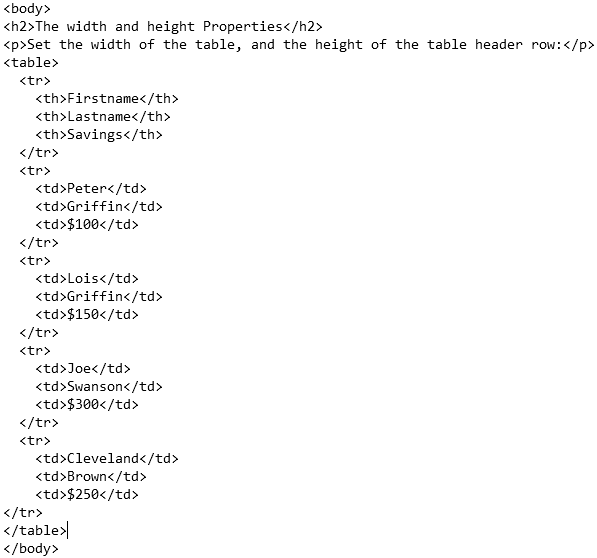 <body>
<h2>The width and height Properties</h2>
<p>Set the width of the table, and the height of the table header row:</p>
<table>
  <tr>
    <th>Firstname</th>
    <th>Lastname</th>
    <th>Savings</th>
  </tr>
  <tr>
    <td>Peter</td>
    <td>Griffin</td>
    <td>$100</td>
  </tr>
  <tr>
    <td>Lois</td>
    <td>Griffin</td>
    <td>$150</td>
  </tr>
  <tr>
    <td>Joe</td>
    <td>Swanson</td>
    <td>$300</td>
  </tr>
  <tr>
    <td>Cleveland</td>
    <td>Brown</td>
    <td>$250</td>
</tr>
</table>
</body>